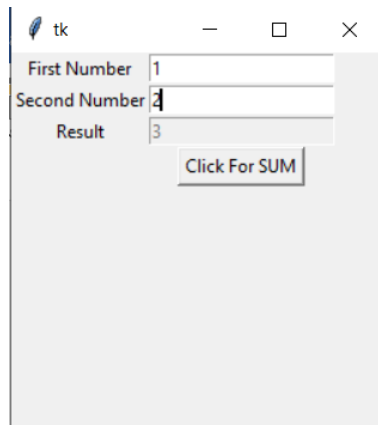 tk
First Number 1
Second Number 2
Result 3
Click For SUM